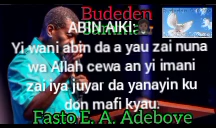 Budeden
ABIN AIKI:
Yi wani abin da a yau zai nuna
wa Allah cewa an yi imani
zai iya juyar da yanayin ku
don mafi kyau.
Fasto E. A. Adeboye